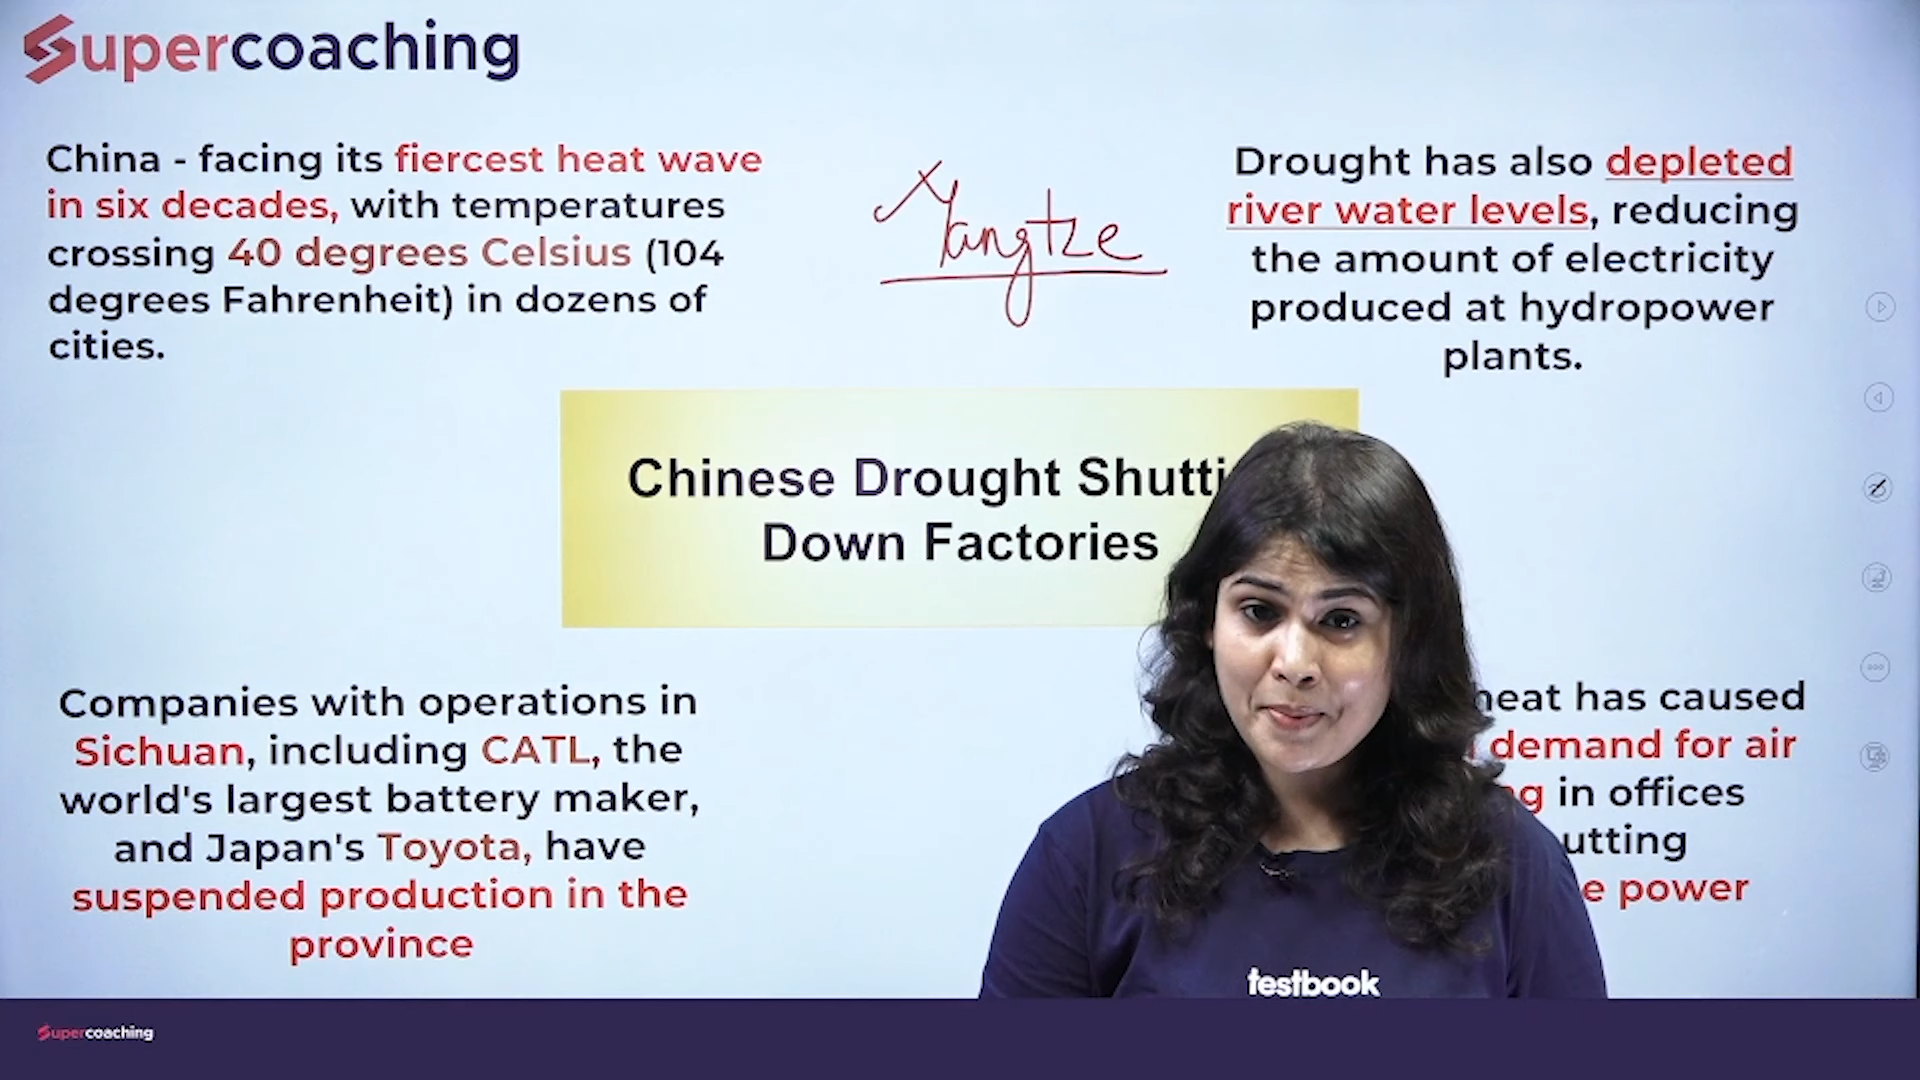 Supercoaching
China - facing its fiercest heat wave
in six decades, with temperatures
crossing 40 degrees Celsius (104
degrees Fahrenheit) in dozens of
cities.
Yangtze
Drought has also depleted
river water levels, reducing
the amount of electricity
produced at hydropower
plants.
Chinese Drought
Down Factories
Companies with operations in
Sichuan, including CATL, the
world's largest battery maker,
and Japan's Toyota, have
suspended production in the
province
heat has caused
demand for air
in offices
power
testbook
Supercoaching